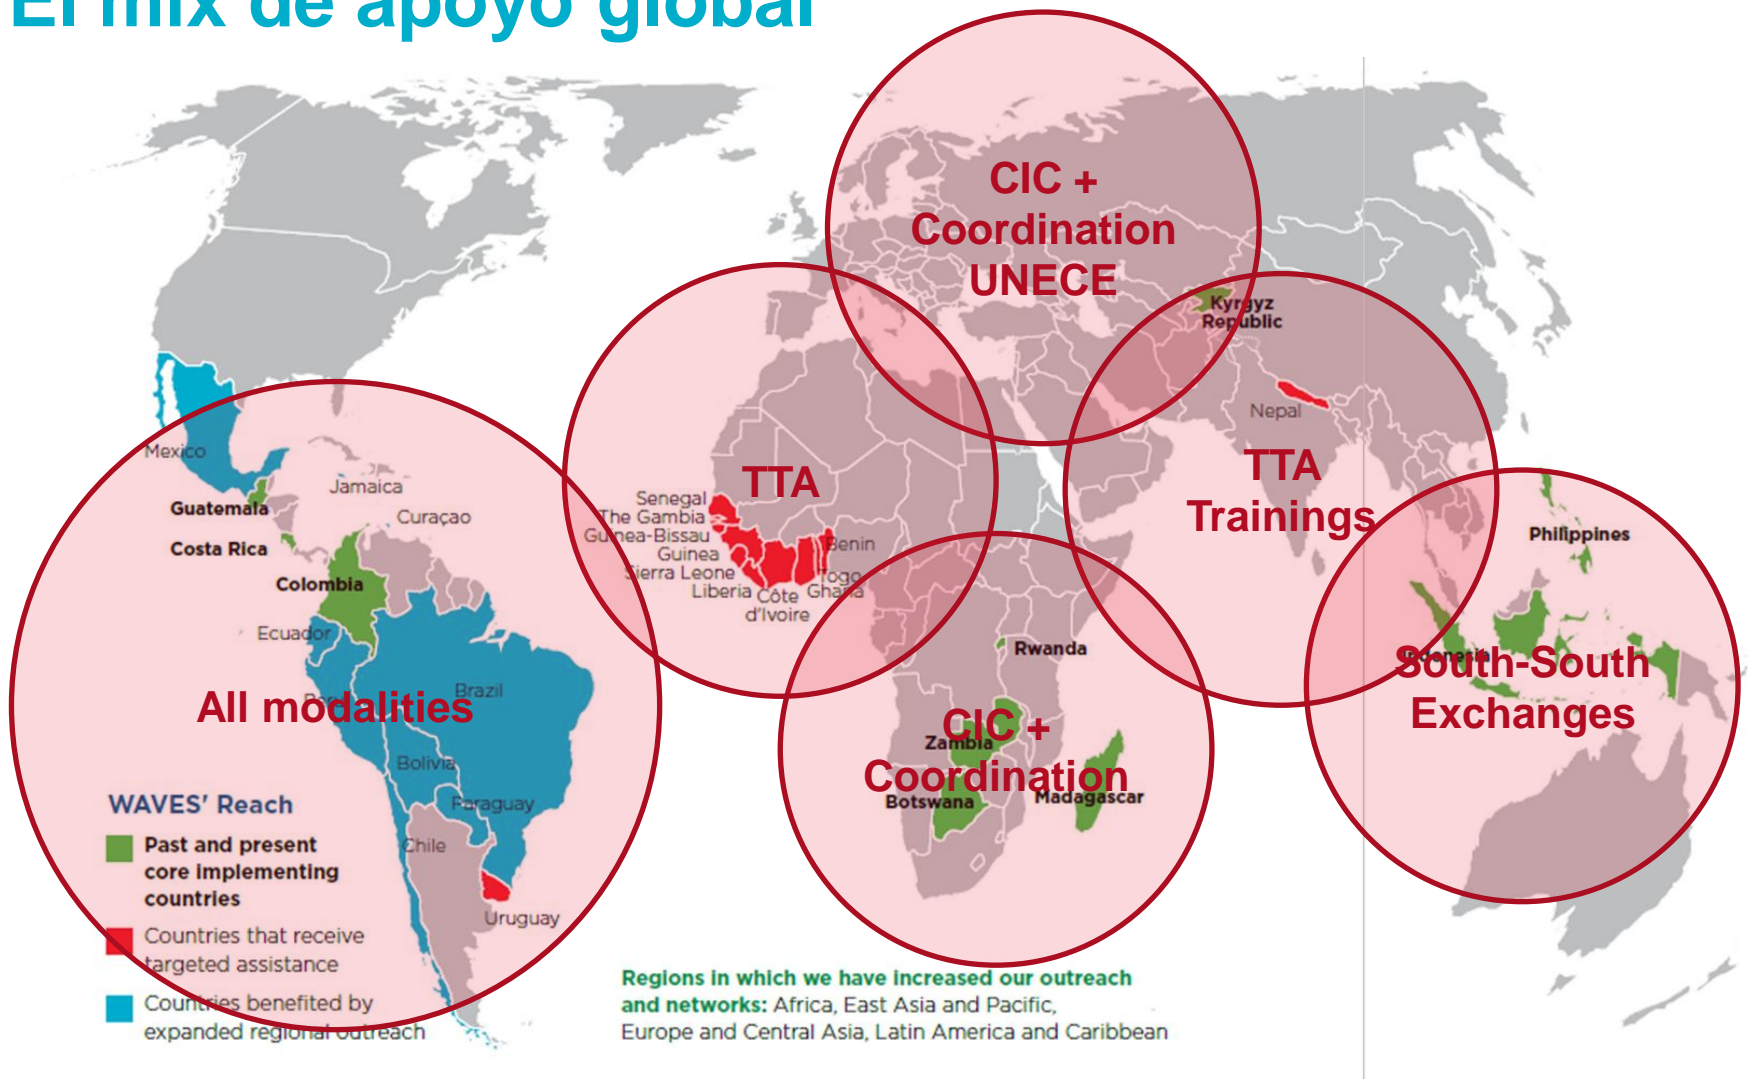 El mix de apoyo global
CIC +
Coordination
UNECE
Kyrgyz
Republic
Nepal
TTA
Trainings
TTA
Senegal
The Gambia
Guinea-Bissau
Guinea
Sierra Leone
Liberia
Côte
d'Ivoire
Ghana
Togo
Benin
Mexico
Jamaica
Guatemala
Curaçao
Costa Rica
Colombia
Ecuador
Peru
Brazil
All modalities
Bolivia
Paraguay
Chile
Uruguay
Philippines
Indonesia
South-South
Exchanges
Rwanda
CIC +
Coordination
Zambia
Botswana
Madagascar
WAVES' Reach
Past and present
core implementing
countries
Countries that receive
targeted assistance
Countries benefited by
expanded regional outreach
Regions in which we have increased our outreach
and networks: Africa, East Asia and Pacific,
Europe and Central Asia, Latin America and Caribbean